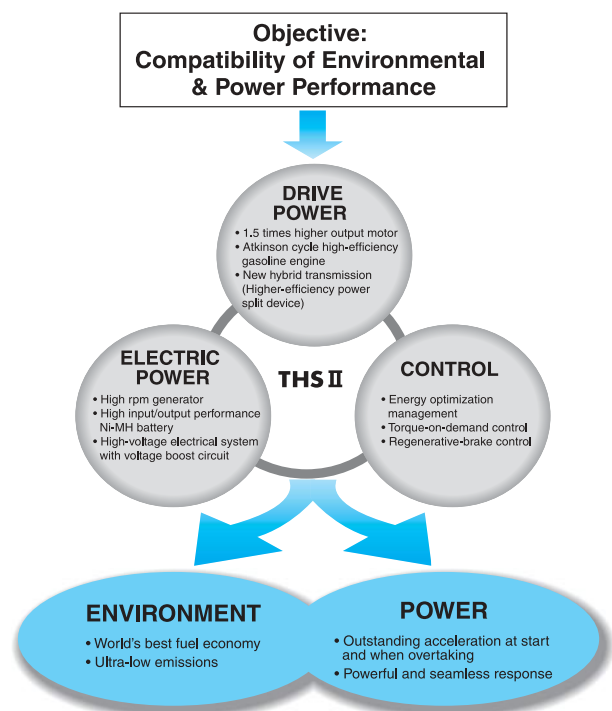 Objective:
Compatibility of Environmental
& Power Performance
DRIVE
POWER
• 1.5 times higher output motor
• Atkinson cycle high-efficiency
gasoline engine
• New hybrid transmission
(Higher-efficiency power
split device)
ELECTRIC
POWER
• High rpm generator
• High input/output performance
Ni-MH battery
• High-voltage electrical system
with voltage boost circuit
THS II
CONTROL
• Energy optimization
management
• Torque-on-demand control
• Regenerative-brake control
ENVIRONMENT
• World's best fuel economy
• Ultra-low emissions
POWER
• Outstanding acceleration at start
and when overtaking
• Powerful and seamless response